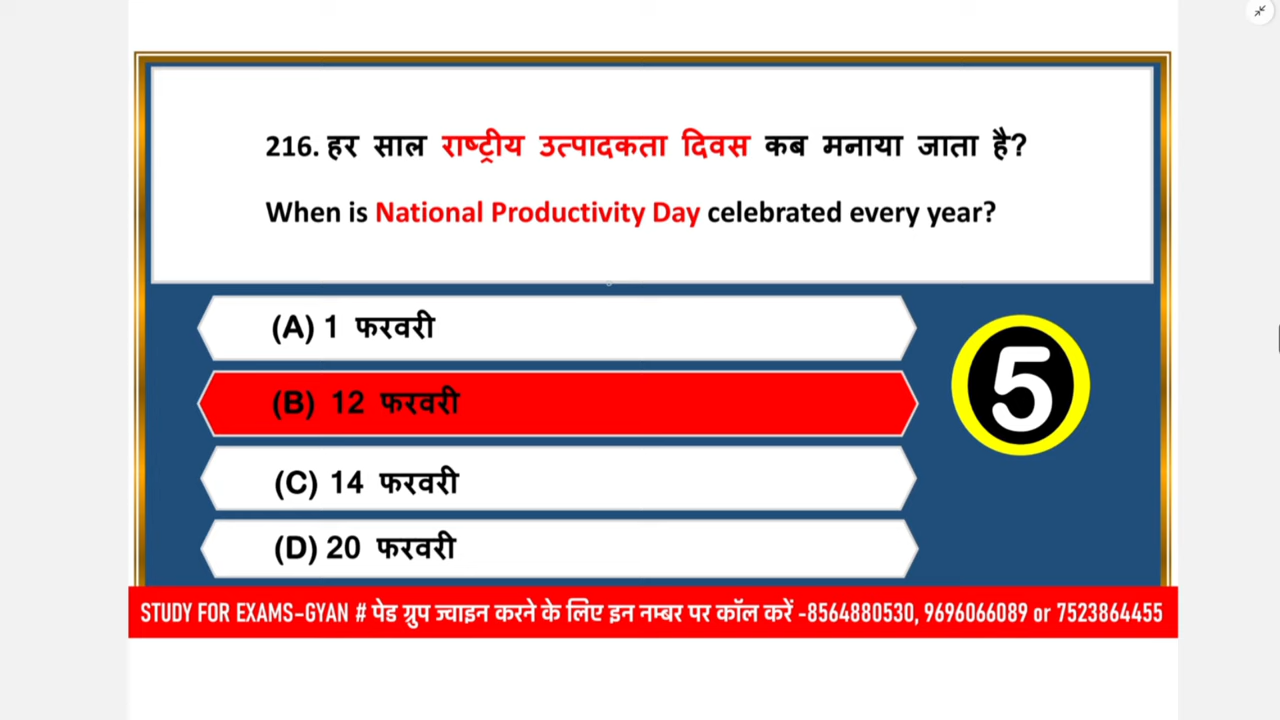 216. हर साल राष्ट्रीय उत्पादकता दिवस कब मनाया जाता है?
When is National Productivity Day celebrated every year?
(A) 1 फरवरी
(B) 12 फरवरी
(C) 14 फरवरी
(D) 20 फरवरी
5
STUDY FOR EXAMS-GYAN # पेड ग्रुप ज्वाइन करने के लिए इन नम्बर पर कॉल करें -8564880530, 9696066089 or 7523864455